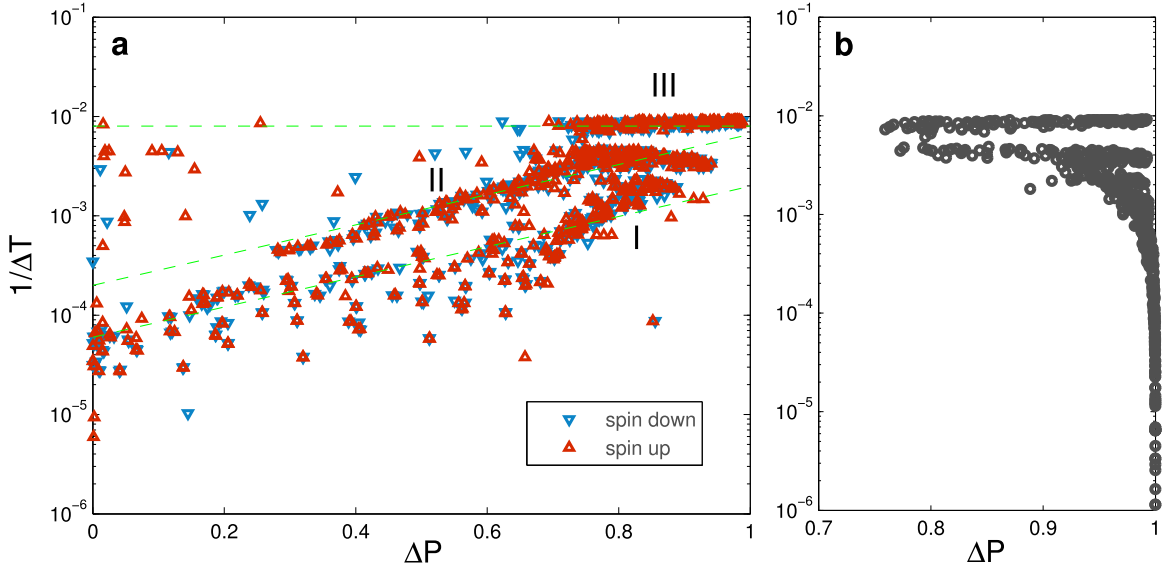 a
III
II
I
1/ΔT
10⁻¹
10⁻²
10⁻³
10⁻⁴
10⁻⁵
10⁻⁶
0
0.2
0.4
0.6
0.8
1
ΔP
spin down
spin up
b
10⁻¹
10⁻²
10⁻³
10⁻⁴
10⁻⁵
10⁻⁶
0.7
0.8
0.9
1
ΔP